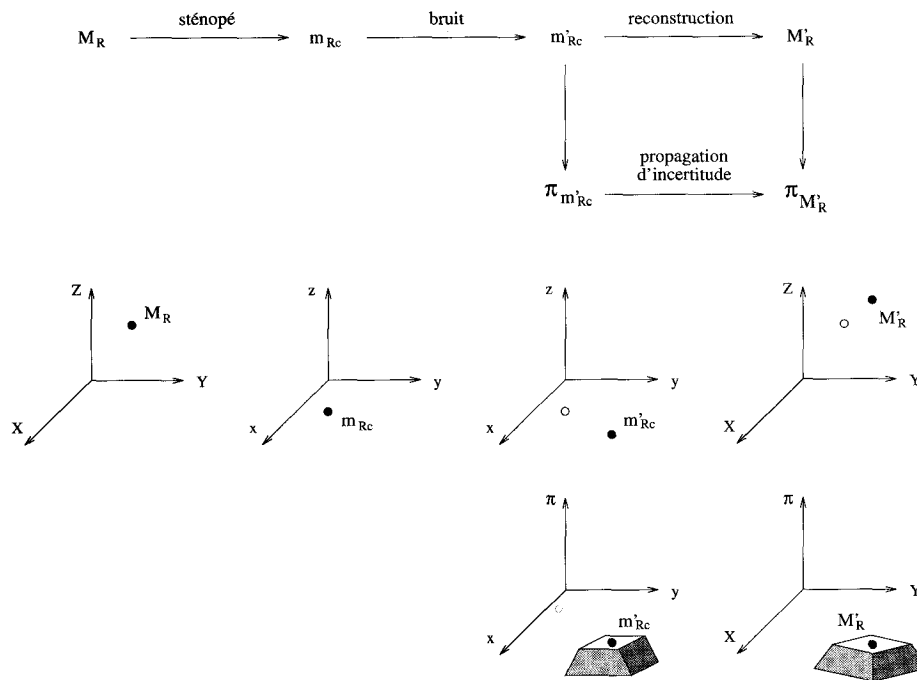 sténopé bruit reconstruction
M_R m_Rc m'_Rc M'_R
propagation
d'incertitude
π_m'_Rc π_M'_R
Z z z Z
M_R M'_R
Y y y Y
m_Rc m'_Rc
X x x X
π π
y Y
m'_Rc M'_R
x X